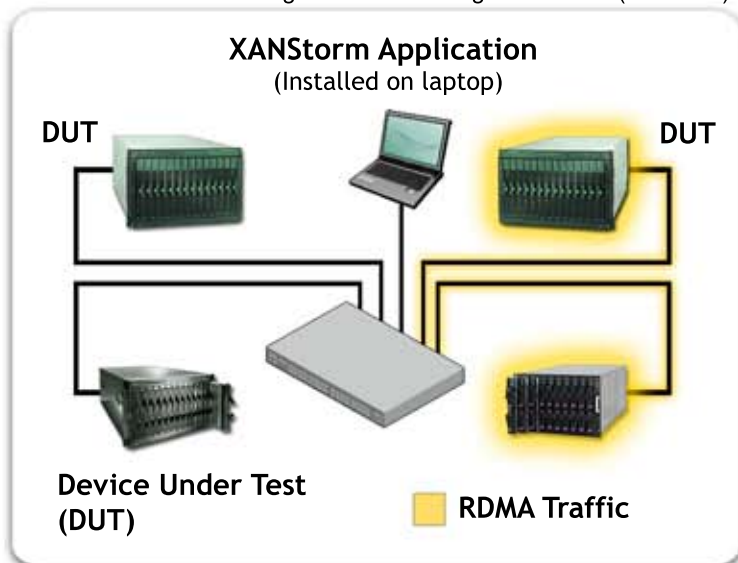 XANStorm Application
(Installed on laptop)
DUT
DUT
Device Under Test
(DUT)
RDMA Traffic